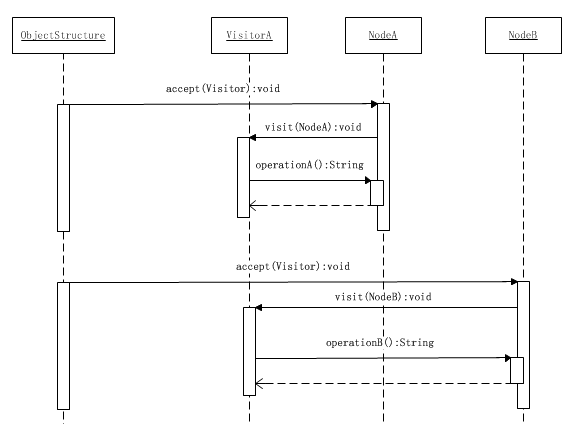 ObjectStructure
VisitorA
NodeA
NodeB
accept(Visitor):void
visit(NodeA):void
operationA():String
accept(Visitor):void
visit(NodeB):void
operationB():String